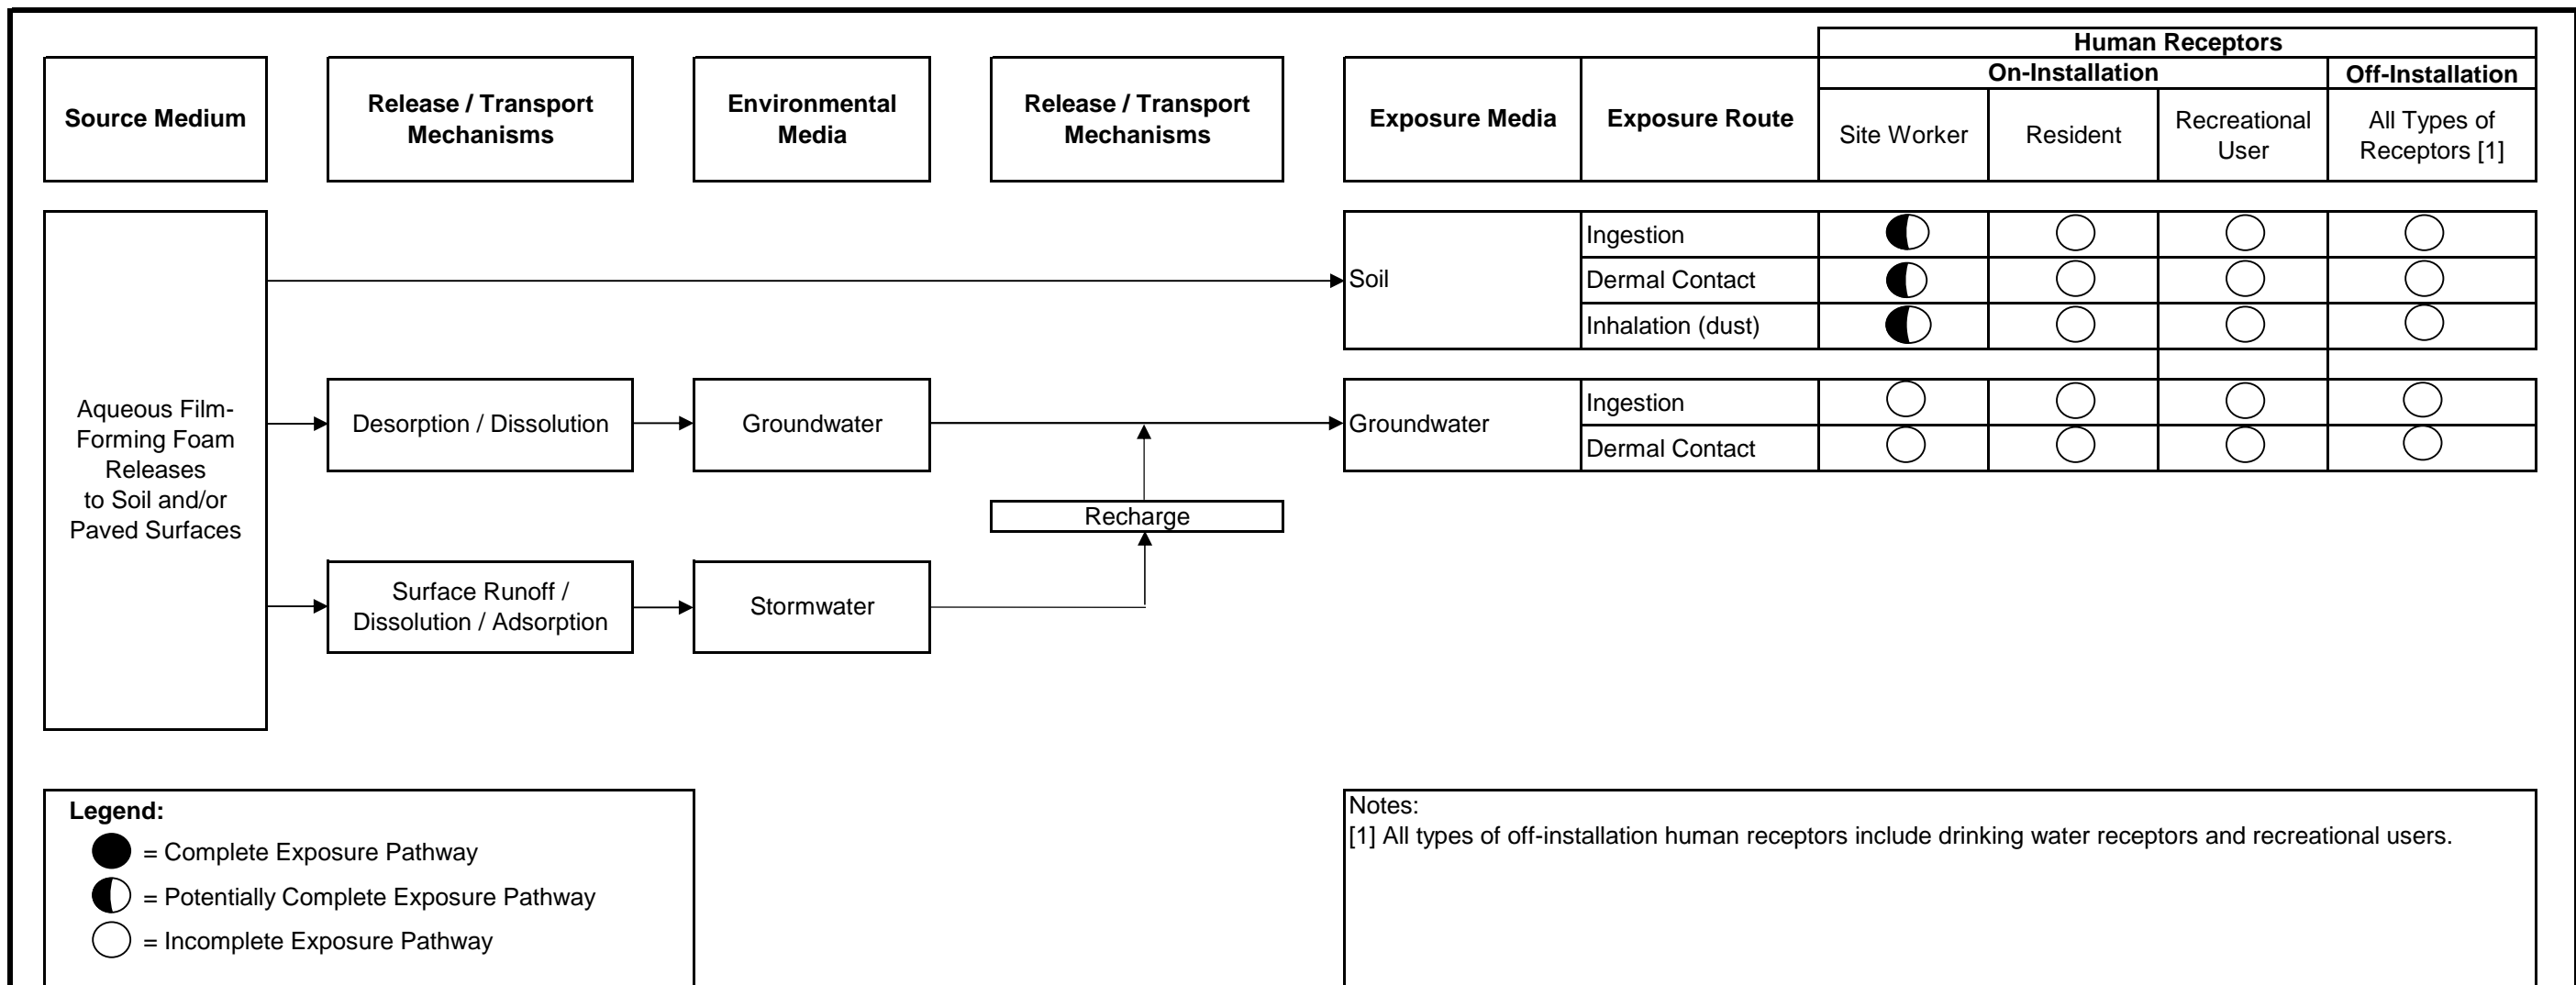 Human Receptors
On-Installation
Off-Installation
Source Medium
Release / Transport
Mechanisms
Environmental
Media
Release / Transport
Mechanisms
Exposure Media
Exposure Route
Site Worker
Resident
Recreational
User
All Types of
Receptors [1]
Aqueous Film-
Forming Foam
Releases
to Soil and/or
Paved Surfaces
Soil
Ingestion
Dermal Contact
Inhalation (dust)
Desorption / Dissolution
Groundwater
Groundwater
Ingestion
Dermal Contact
Recharge
Surface Runoff /
Dissolution / Adsorption
Stormwater
Legend:
= Complete Exposure Pathway
= Potentially Complete Exposure Pathway
= Incomplete Exposure Pathway
Notes:
[1] All types of off-installation human receptors include drinking water receptors and recreational users.